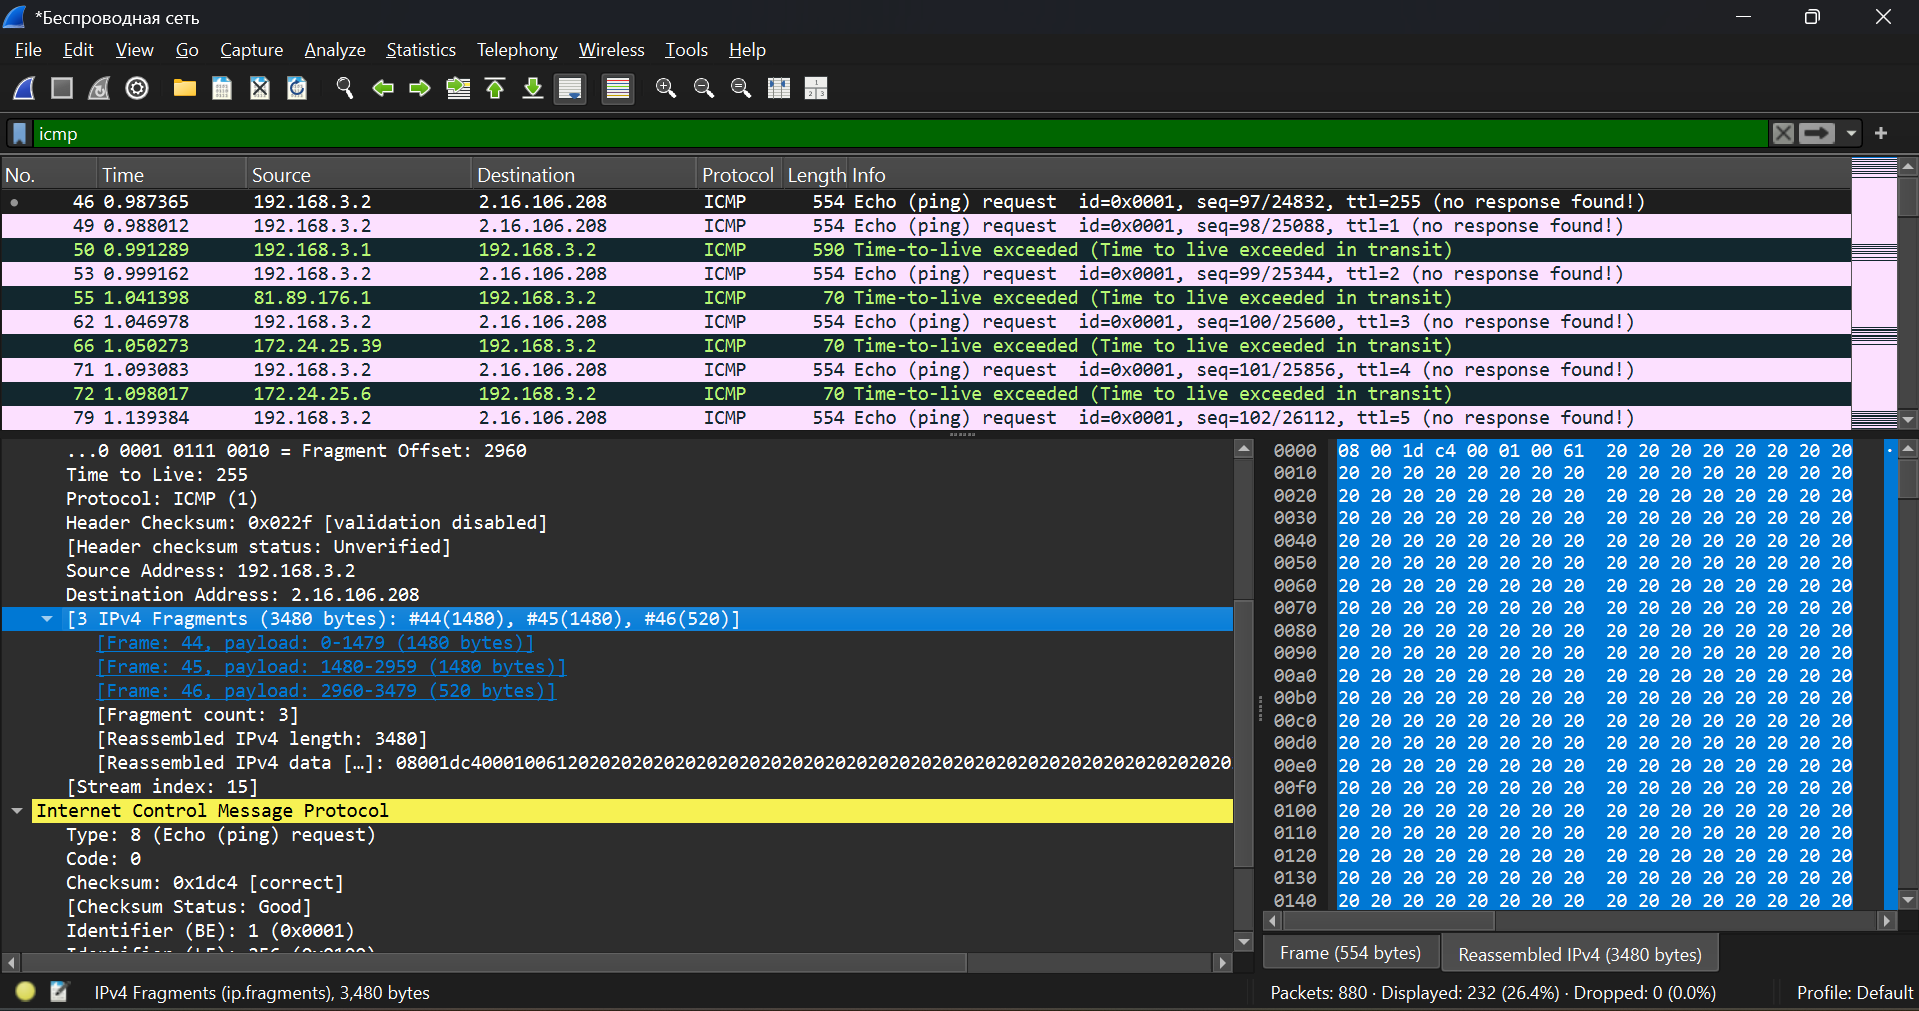 *Беспроводная сеть
File Edit View Go Capture Analyze Statistics Telephony Wireless Tools Help
icmp
No. Time Source Destination Protocol Length Info
46 0.987365 192.168.3.2 2.16.106.208 ICMP 554 Echo (ping) request id=0x0001, seq=97/24832, ttl=255 (no response found!)
49 0.988012 192.168.3.2 2.16.106.208 ICMP 554 Echo (ping) request id=0x0001, seq=98/25088, ttl=1 (no response found!)
50 0.991289 192.168.3.1 192.168.3.2 ICMP 590 Time-to-live exceeded (Time to live exceeded in transit)
53 0.999162 192.168.3.2 2.16.106.208 ICMP 554 Echo (ping) request id=0x0001, seq=99/25344, ttl=2 (no response found!)
55 1.041398 81.89.176.1 192.168.3.2 ICMP 70 Time-to-live exceeded (Time to live exceeded in transit)
62 1.046978 192.168.3.2 2.16.106.208 ICMP 554 Echo (ping) request id=0x0001, seq=100/25600, ttl=3 (no response found!)
66 1.050273 172.24.25.39 192.168.3.2 ICMP 70 Time-to-live exceeded (Time to live exceeded in transit)
71 1.093083 192.168.3.2 2.16.106.208 ICMP 554 Echo (ping) request id=0x0001, seq=101/25856, ttl=4 (no response found!)
72 1.098017 172.24.25.6 192.168.3.2 ICMP 70 Time-to-live exceeded (Time to live exceeded in transit)
79 1.139384 192.168.3.2 2.16.106.208 ICMP 554 Echo (ping) request id=0x0001, seq=102/26112, ttl=5 (no response found!)
...0 0001 0111 0010 = Fragment Offset: 2960
Time to Live: 255
Protocol: ICMP (1)
Header Checksum: 0x022f [validation disabled]
[Header checksum status: Unverified]
Source Address: 192.168.3.2
Destination Address: 2.16.106.208
[3 IPv4 Fragments (3480 bytes): #44(1480), #45(1480), #46(520)]
[Frame: 44, payload: 0-1479 (1480 bytes)]
[Frame: 45, payload: 1480-2959 (1480 bytes)]
[Frame: 46, payload: 2960-3479 (520 bytes)]
[Fragment count: 3]
[Reassembled IPv4 length: 3480]
[Reassembled IPv4 data […]: 08001dc400010061202020202020202020202020202020202020202020202020202020202020
[Stream index: 15]
Internet Control Message Protocol
Type: 8 (Echo (ping) request)
Code: 0
Checksum: 0x1dc4 [correct]
[Checksum Status: Good]
Identifier (BE): 1 (0x0001)
0000 08 00 1d c4 00 01 00 61 20 20 20 20 20 20 20 20
0010 20 20 20 20 20 20 20 20 20 20 20 20 20 20 20 20
0020 20 20 20 20 20 20 20 20 20 20 20 20 20 20 20 20
0030 20 20 20 20 20 20 20 20 20 20 20 20 20 20 20 20
0040 20 20 20 20 20 20 20 20 20 20 20 20 20 20 20 20
0050 20 20 20 20 20 20 20 20 20 20 20 20 20 20 20 20
0060 20 20 20 20 20 20 20 20 20 20 20 20 20 20 20 20
0070 20 20 20 20 20 20 20 20 20 20 20 20 20 20 20 20
0080 20 20 20 20 20 20 20 20 20 20 20 20 20 20 20 20
0090 20 20 20 20 20 20 20 20 20 20 20 20 20 20 20 20
00a0 20 20 20 20 20 20 20 20 20 20 20 20 20 20 20 20
00b0 20 20 20 20 20 20 20 20 20 20 20 20 20 20 20 20
00c0 20 20 20 20 20 20 20 20 20 20 20 20 20 20 20 20
00d0 20 20 20 20 20 20 20 20 20 20 20 20 20 20 20 20
00e0 20 20 20 20 20 20 20 20 20 20 20 20 20 20 20 20
00f0 20 20 20 20 20 20 20 20 20 20 20 20 20 20 20 20
0100 20 20 20 20 20 20 20 20 20 20 20 20 20 20 20 20
0110 20 20 20 20 20 20 20 20 20 20 20 20 20 20 20 20
0120 20 20 20 20 20 20 20 20 20 20 20 20 20 20 20 20
0130 20 20 20 20 20 20 20 20 20 20 20 20 20 20 20 20
0140 20 20 20 20 20 20 20 20 20 20 20 20 20 20 20 20
Frame (554 bytes) Reassembled IPv4 (3480 bytes)
IPv4 Fragments (ip.fragments), 3,480 bytes
Packets: 880 · Displayed: 232 (26.4%) · Dropped: 0 (0.0%)
Profile: Default